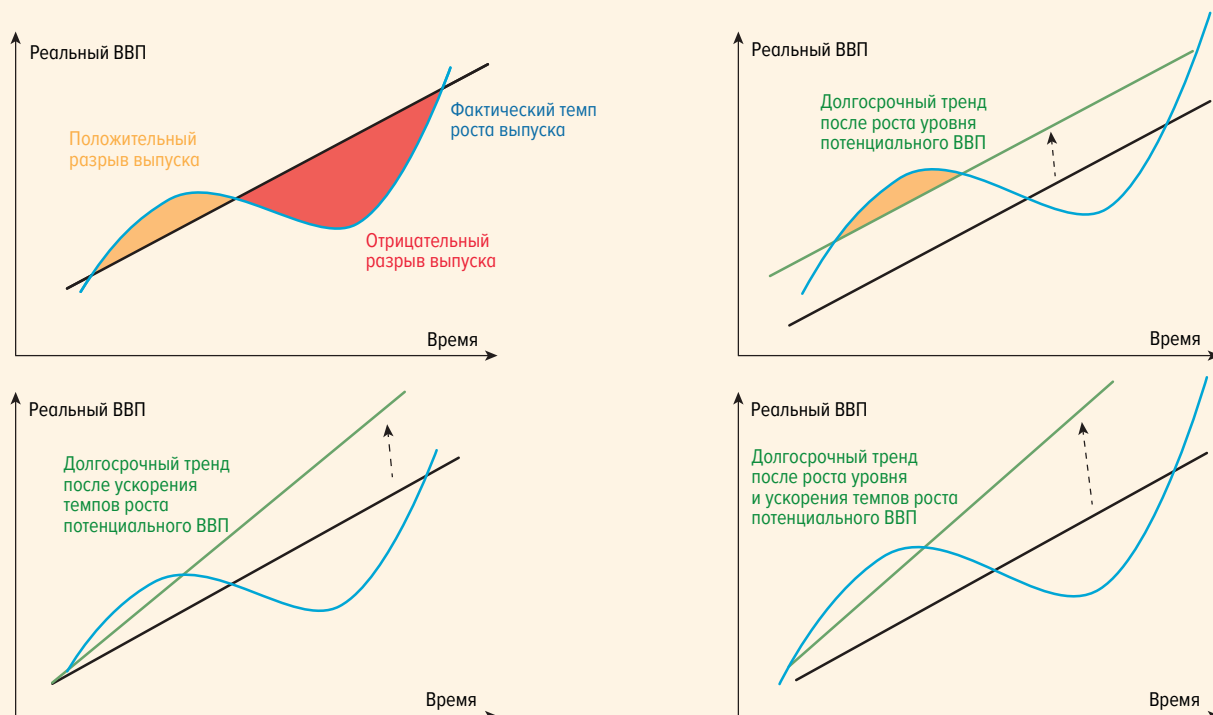 Реальный ВВП
Положительный
разрыв выпуска
Фактический темп
роста выпуска
Отрицательный
разрыв выпуска
Время
Реальный ВВП
Долгосрочный тренд
после роста уровня
потенциального ВВП
Время
Реальный ВВП
Долгосрочный тренд
после ускорения
темпов роста
потенциального ВВП
Время
Реальный ВВП
Долгосрочный тренд
после роста уровня
и ускорения темпов роста
потенциального ВВП
Время